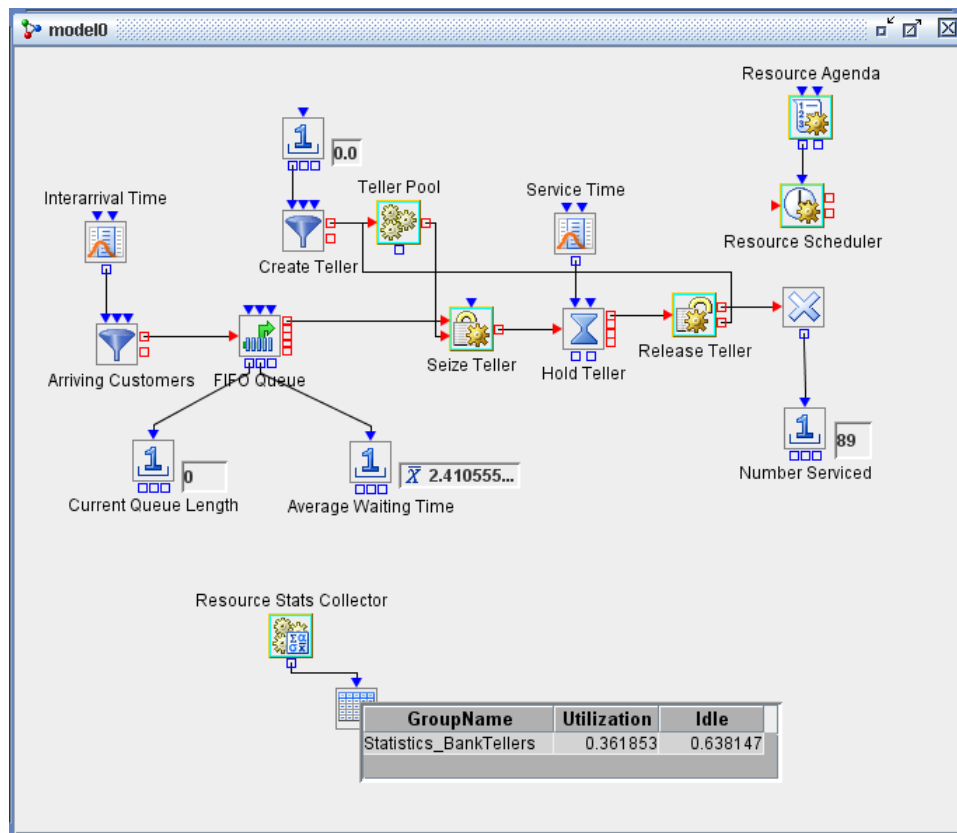 model0
Resource Agenda
0.0
Teller Pool
Service Time
Interarrival Time
Resource Scheduler
Create Teller
Arriving Customers
FIFO Queue
Seize Teller
Hold Teller
Release Teller
0
x̄ 2.410555...
89
Current Queue Length
Average Waiting Time
Number Serviced
Resource Stats Collector
GroupName Utilization Idle
Statistics_BankTellers 0.361853 0.638147